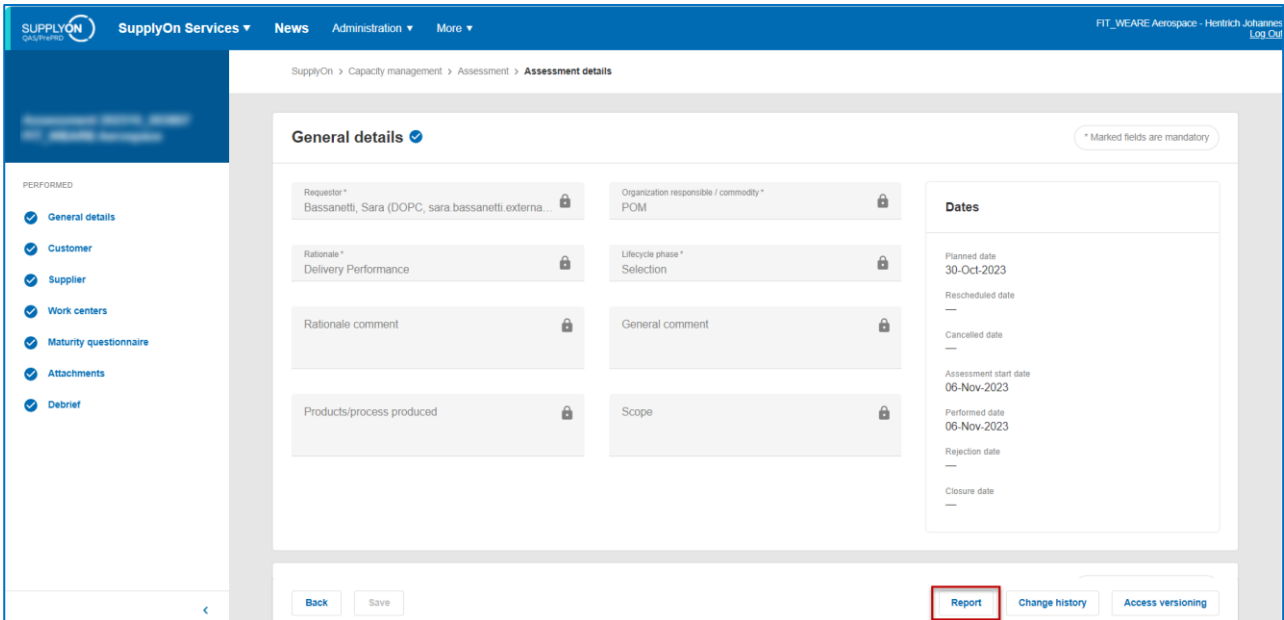 SUPPLYON
QAS/PrePRD
SupplyOn Services ▾ News Administration ▾ More ▾
FIT_WEARE Aerospace - Hentrich Johannes
Log Out
SupplyOn > Capacity management > Assessment > Assessment details
FIT_WEARE Aerospace
PERFORMED
General details
Customer
Supplier
Work centers
Maturity questionnaire
Attachments
Debrief
General details
* Marked fields are mandatory
Requestor *
Bassanetti, Sara (DOPC, sara.bassanetti.externa...
Organization responsible / commodity *
POM
Rationale *
Delivery Performance
Lifecycle phase *
Selection
Rationale comment
General comment
Products/process produced
Scope
Dates
Planned date
30-Oct-2023
Rescheduled date
—
Cancelled date
—
Assessment start date
06-Nov-2023
Performed date
06-Nov-2023
Rejection date
—
Closure date
—
Back Save Report Change history Access versioning